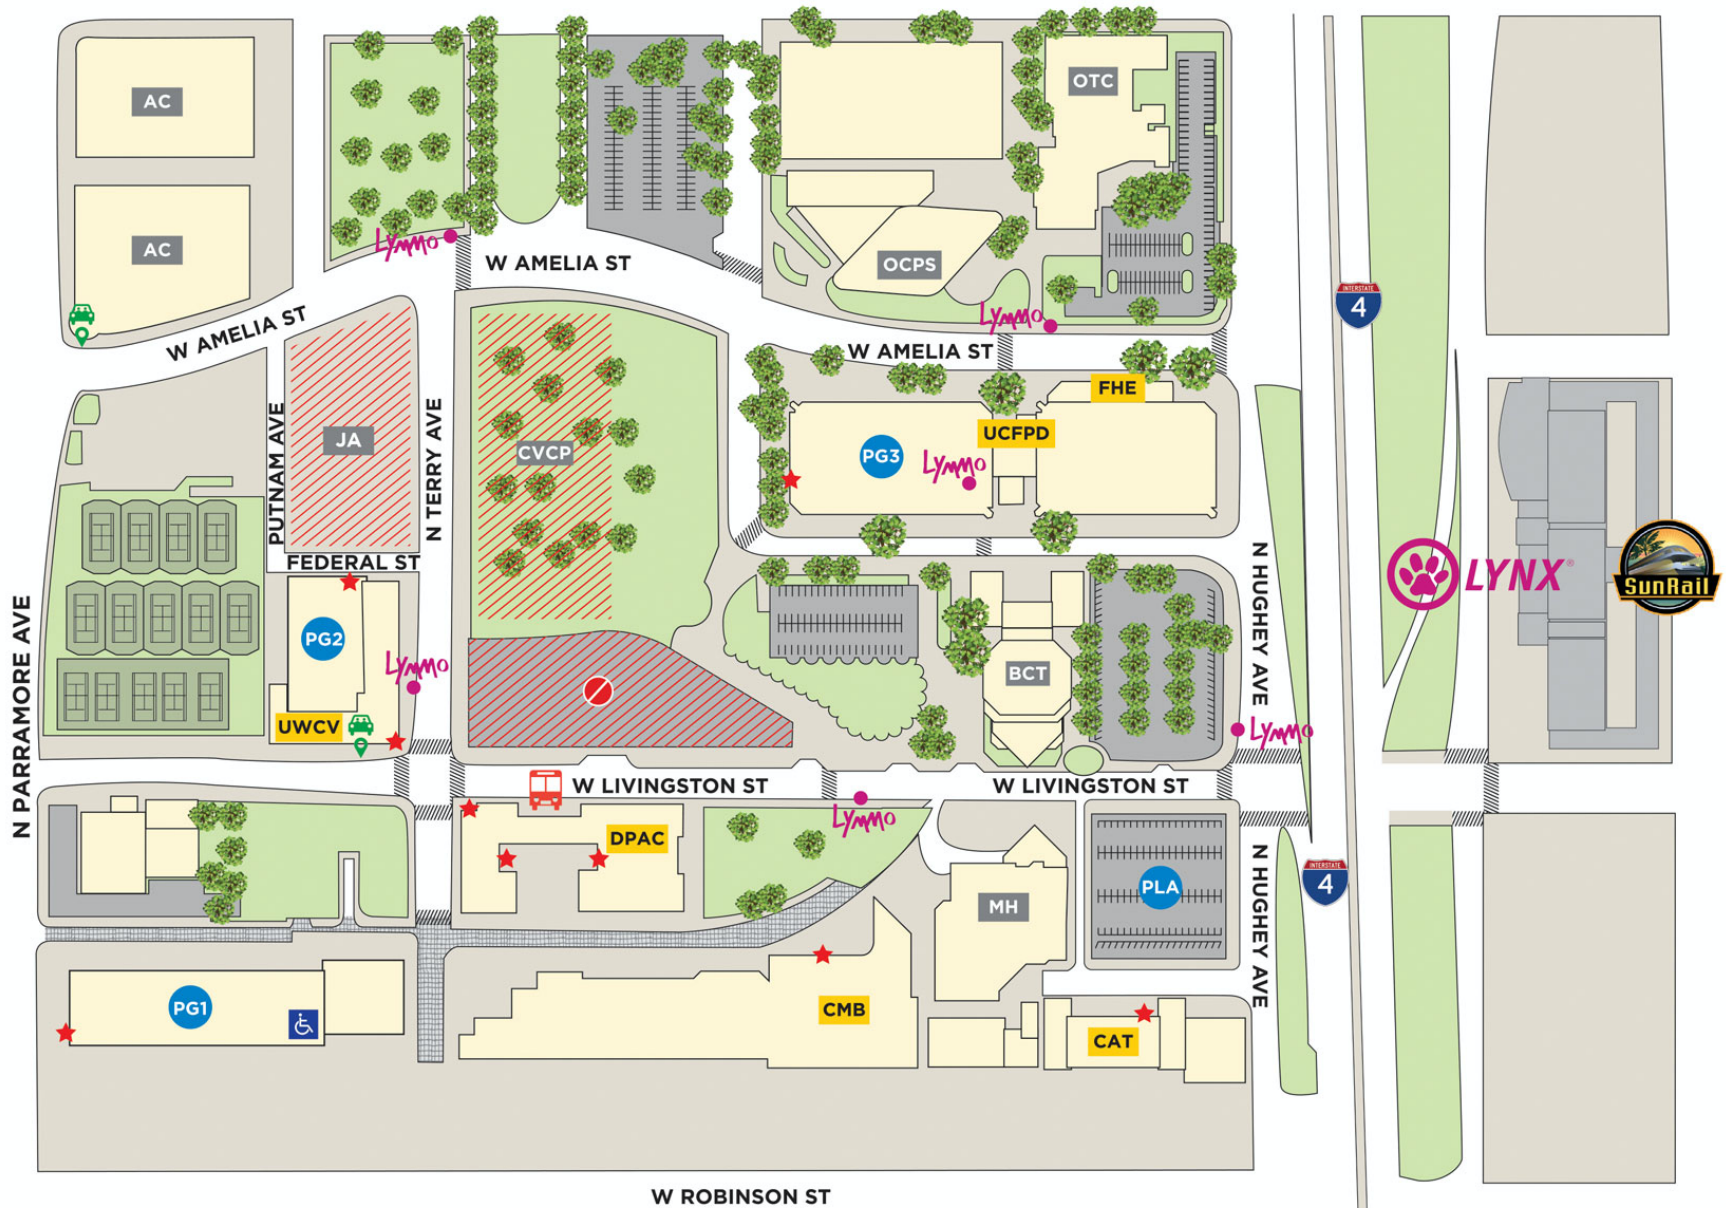 AC
OTC
AC
LYMMO
W AMELIA ST
OCPS
INTERSTATE
4
LYMMO
W AMELIA ST
W AMELIA ST
FHE
PUTNAM AVE
JA
N TERRY AVE
CVCP
UCFPD
PG3
LYMMO
FEDERAL ST
N HUGHEY AVE
LYNX®
SunRail
PG2
LYMMO
BCT
N PARRAMORE AVE
UWCV
LYMMO
W LIVINGSTON ST
W LIVINGSTON ST
LYMMO
DPAC
INTERSTATE
4
PLA
MH
N HUGHEY AVE
PG1
CMB
CAT
W ROBINSON ST